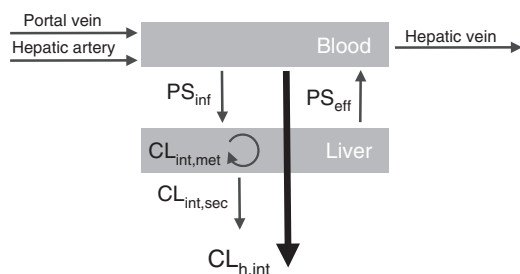 Portal vein
Hepatic artery
Blood
Hepatic vein
PSinf
PSeff
CLint,met
Liver
CLint,sec
CLh,int